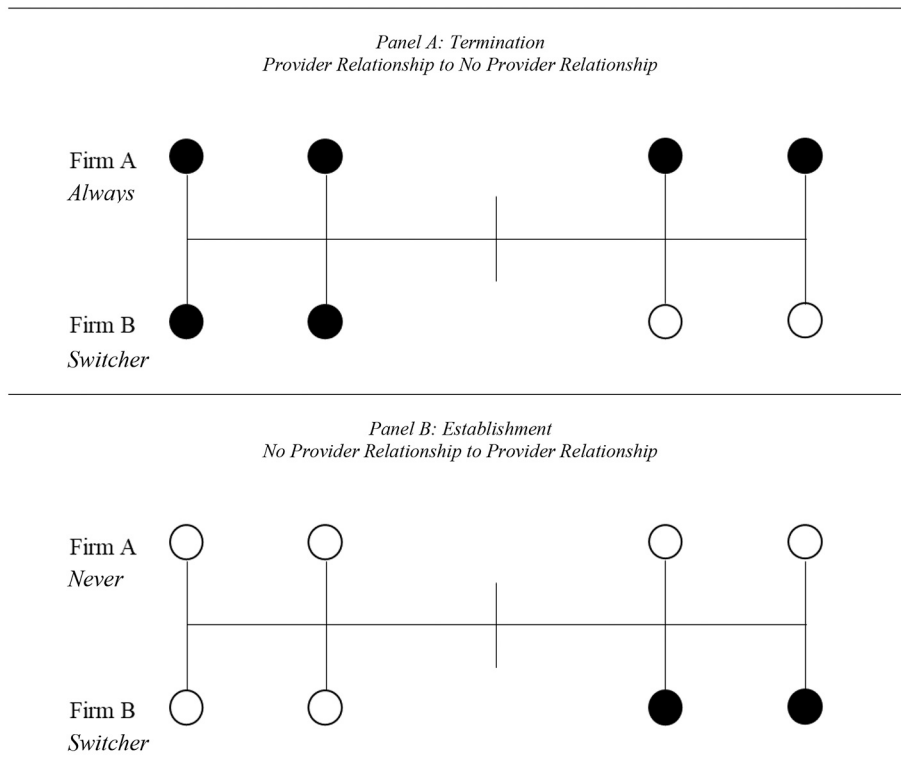 Panel A: Termination
Provider Relationship to No Provider Relationship
Firm A
Always
Firm B
Switcher
Panel B: Establishment
No Provider Relationship to Provider Relationship
Firm A
Never
Firm B
Switcher